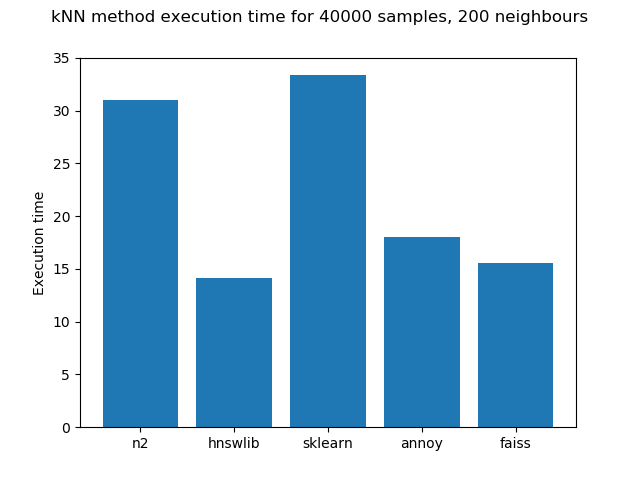 kNN method execution time for 40000 samples, 200 neighbours
35
30
25
20
15
10
5
0
Execution time
n2 hnswlib sklearn annoy faiss